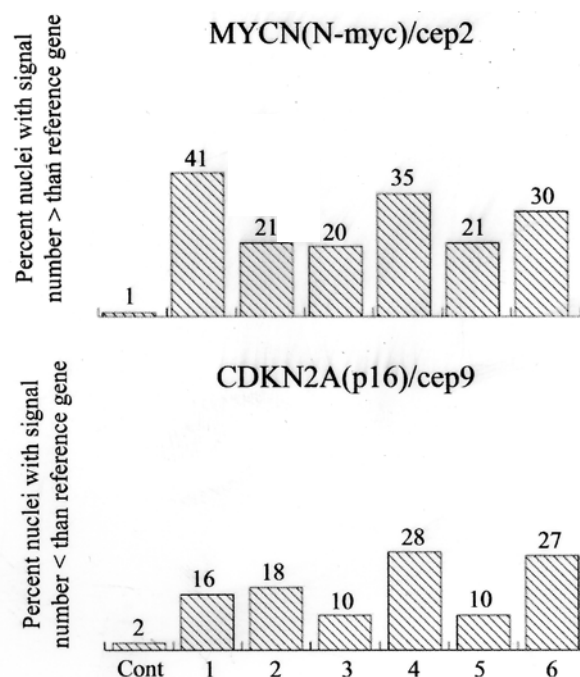 MYCN(N-myc)/cep2
Percent nuclei with signal
number > than reference gene
1
41
21
20
35
21
30
CDKN2A(p16)/cep9
Percent nuclei with signal
number < than reference gene
2
16
18
10
28
10
27
Cont 1 2 3 4 5 6